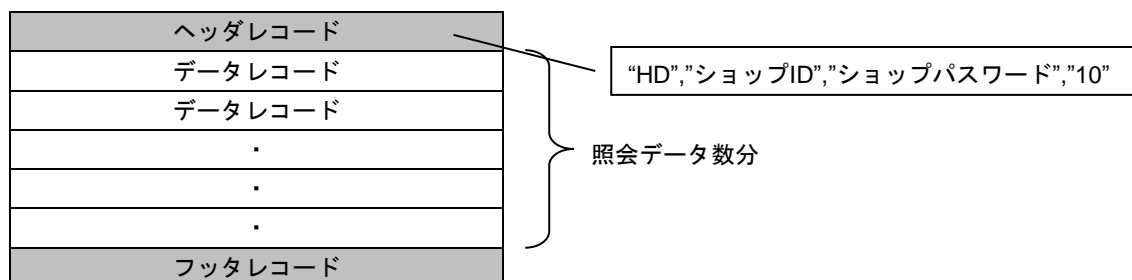 ヘッダレコード
“HD”,”ショップID”,”ショップパスワード”,”10”
データレコード
データレコード
・
・
・
照会データ数分
フッタレコード